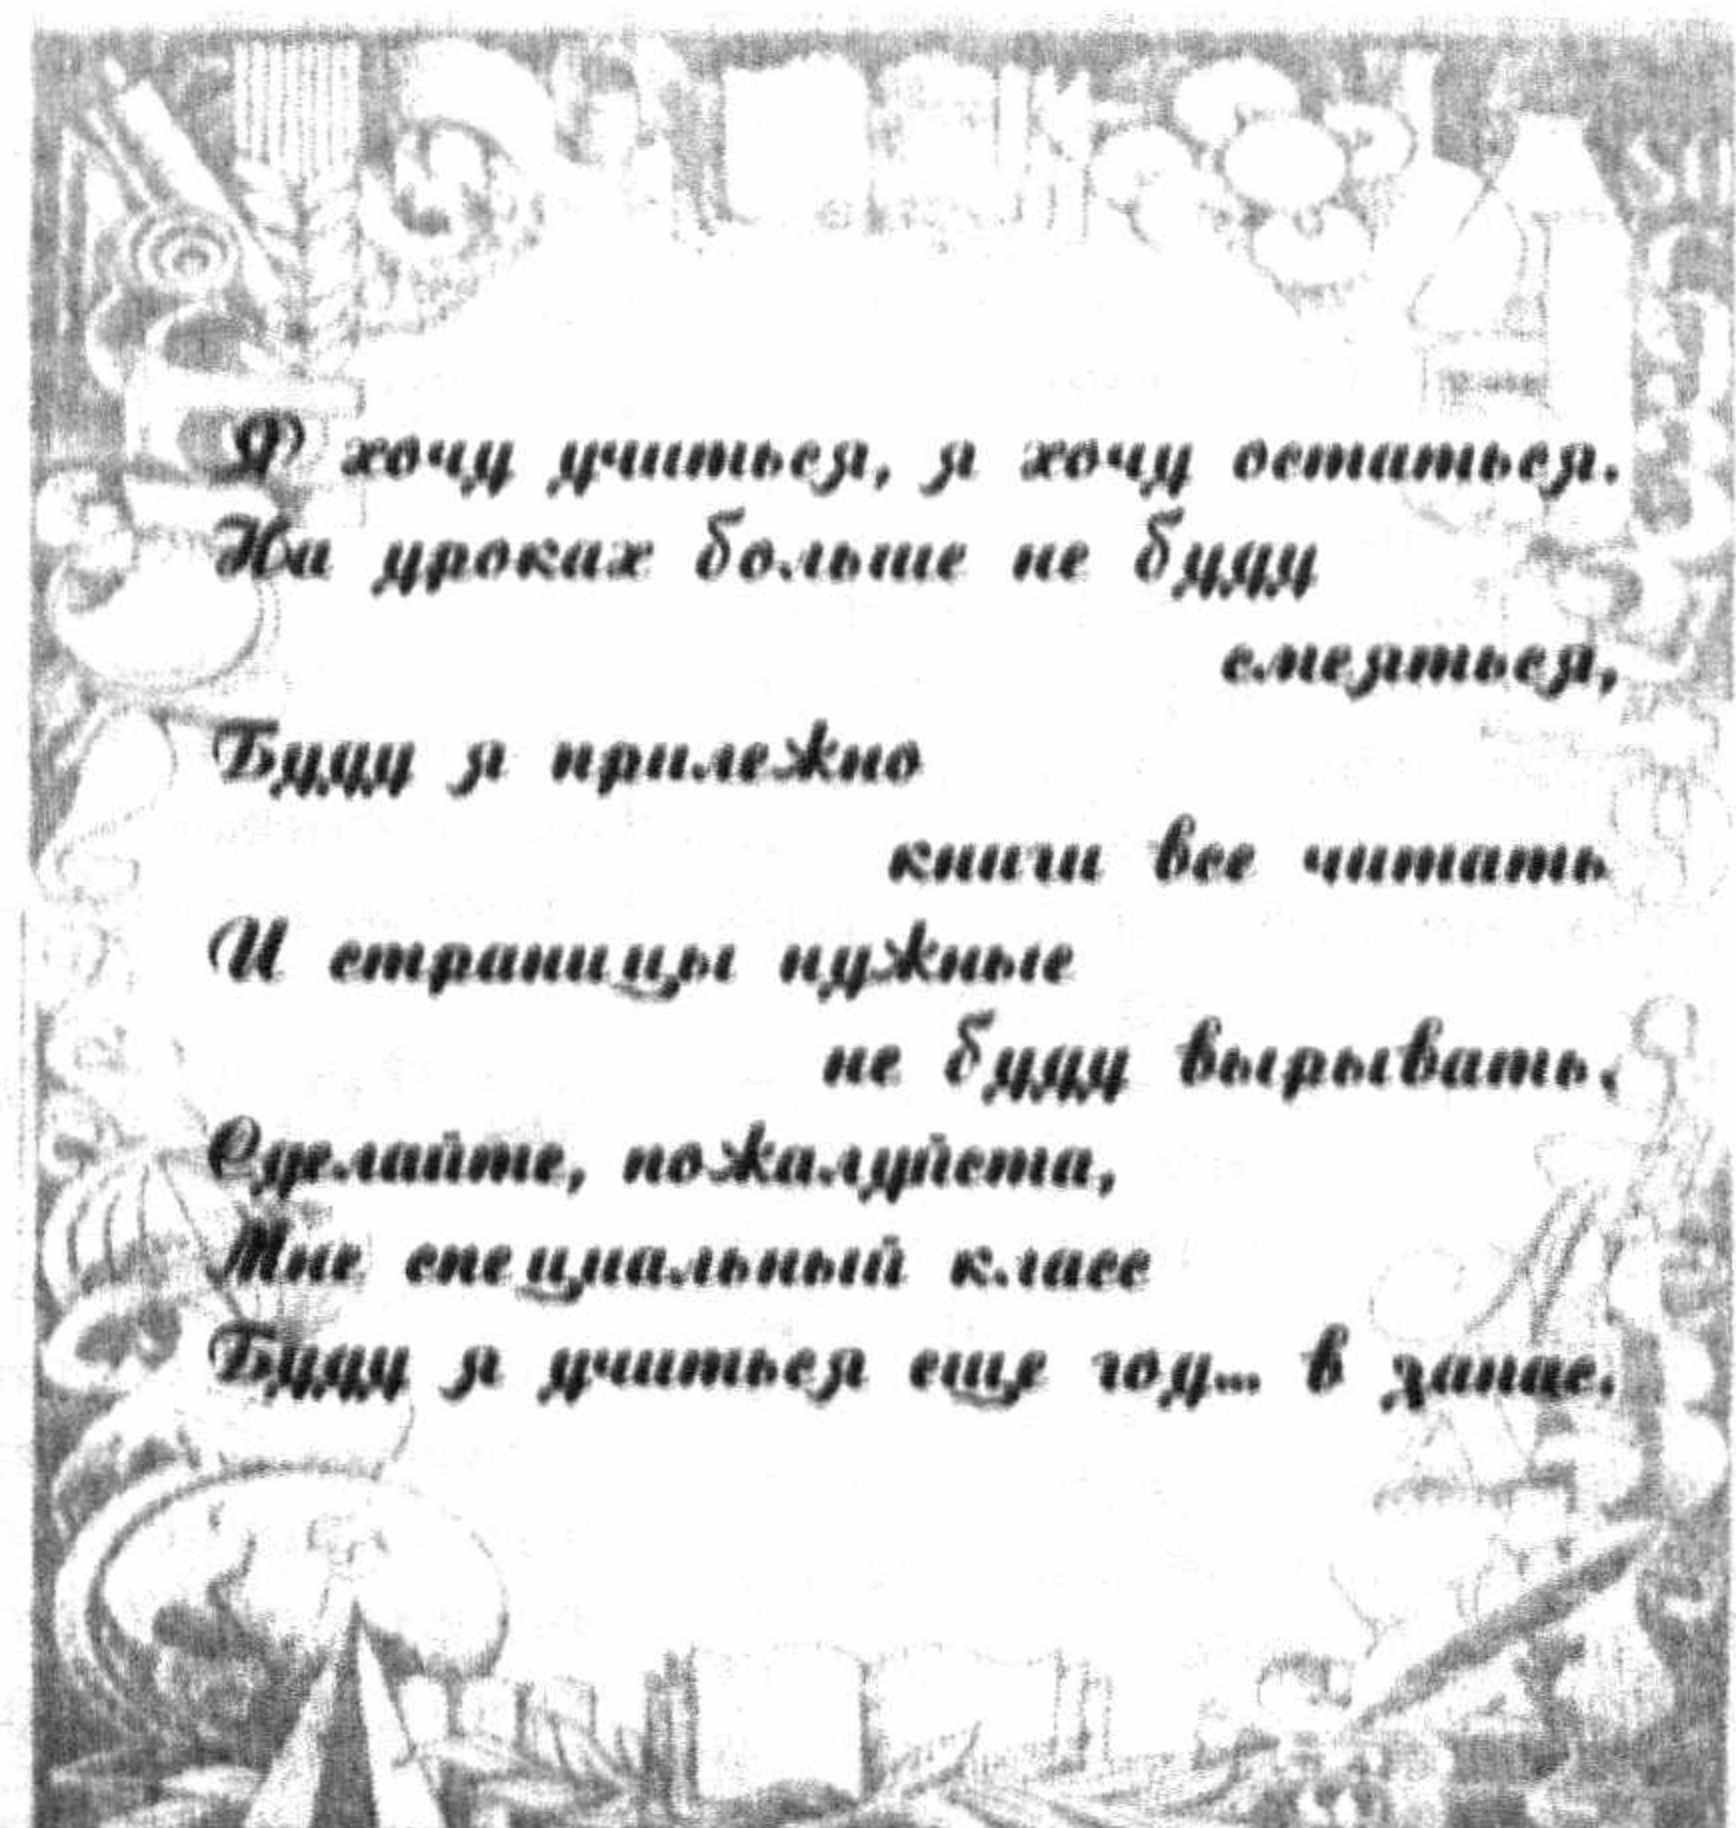 Я хочу учиться, я хочу остаться.
На уроках больше не буду
смеяться,
Буду я прилежно
книги все читать
И страницы нужные
не буду вырывать.
Сделайте, пожалуйста,
Мне специальный класс
Буду я учиться еще год... в запас.